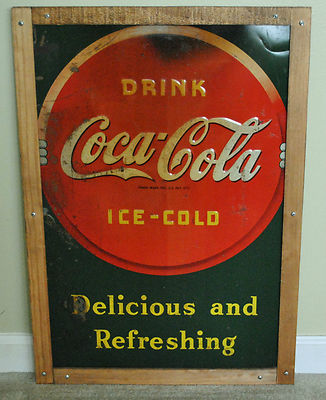 DRINK
Coca-Cola
ICE-COLD
Delicious and
Refreshing